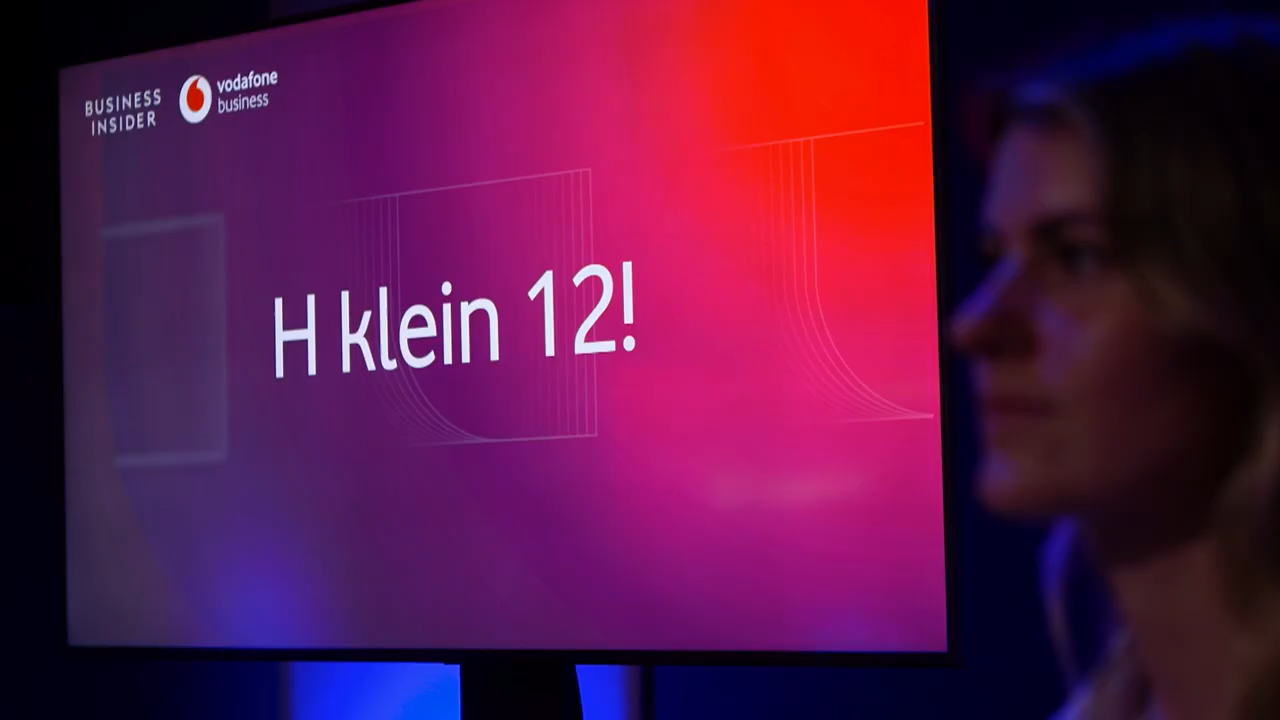 BUSINESS
INSIDER
vodafone
business
H klein 12!